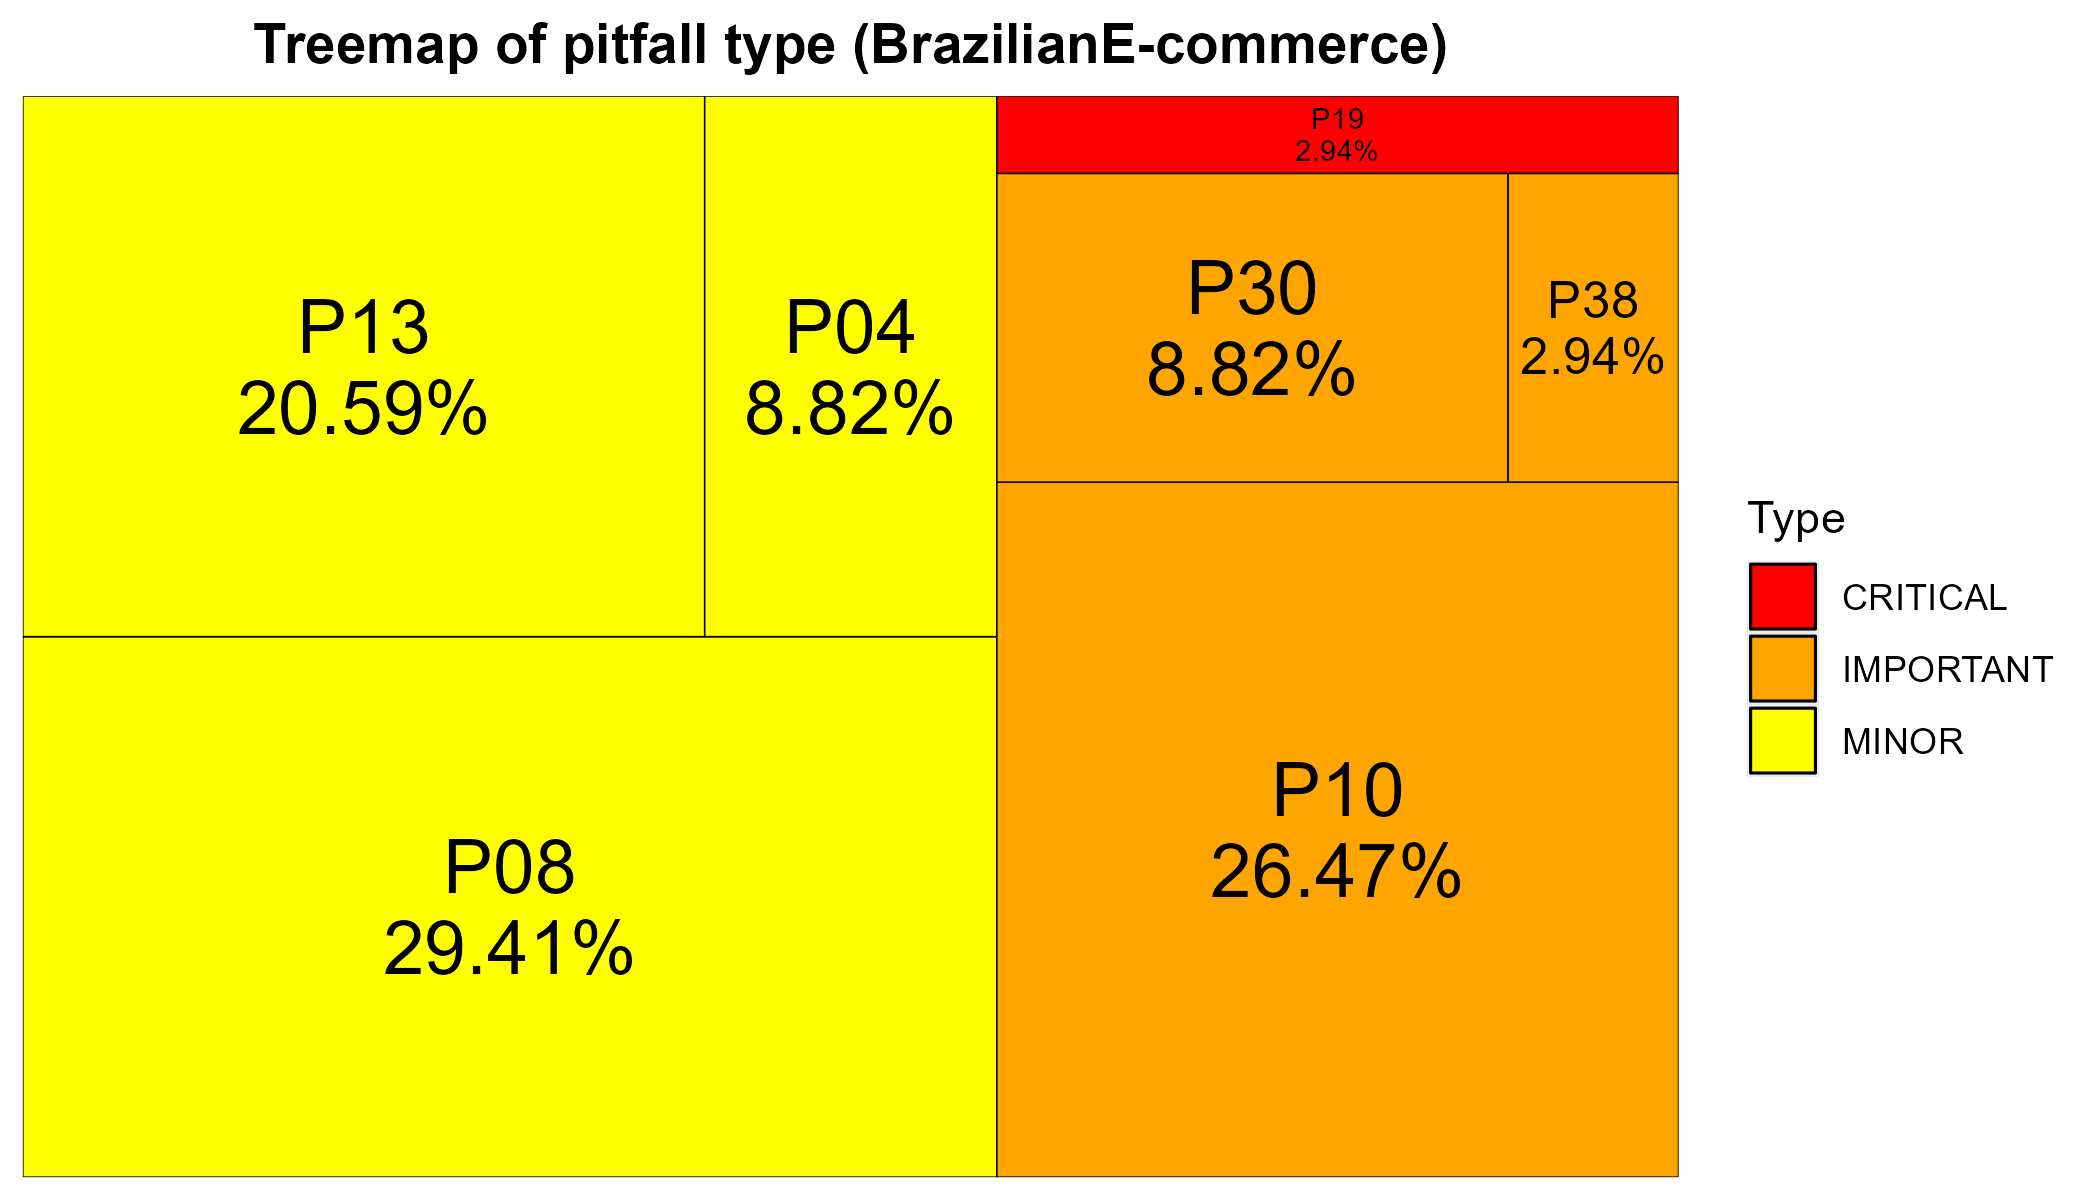 Treemap of pitfall type (BrazilianE-commerce)
P13
20.59%
P04
8.82%
P08
29.41%
P19
2.94%
P30
8.82%
P38
2.94%
P10
26.47%
Type
CRITICAL
IMPORTANT
MINOR